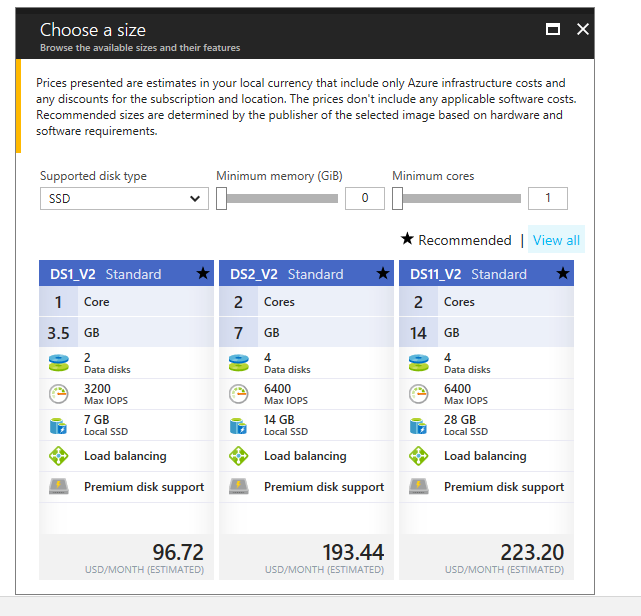 Choose a size
Browse the available sizes and their features
Prices presented are estimates in your local currency that include only Azure infrastructure costs and
any discounts for the subscription and location. The prices don't include any applicable software costs.
Recommended sizes are determined by the publisher of the selected image based on hardware and
software requirements.
Supported disk type
SSD
Minimum memory (GiB)
0
Minimum cores
1
★ Recommended | View all
DS1_V2 Standard ★
1 Core
3.5 GB
2
Data disks
3200
Max IOPS
7 GB
Local SSD
Load balancing
Premium disk support
96.72
USD/MONTH (ESTIMATED)
DS2_V2 Standard ★
2 Cores
7 GB
4
Data disks
6400
Max IOPS
14 GB
Local SSD
Load balancing
Premium disk support
193.44
USD/MONTH (ESTIMATED)
DS11_V2 Standard ★
2 Cores
14 GB
4
Data disks
6400
Max IOPS
28 GB
Local SSD
Load balancing
Premium disk support
223.20
USD/MONTH (ESTIMATED)